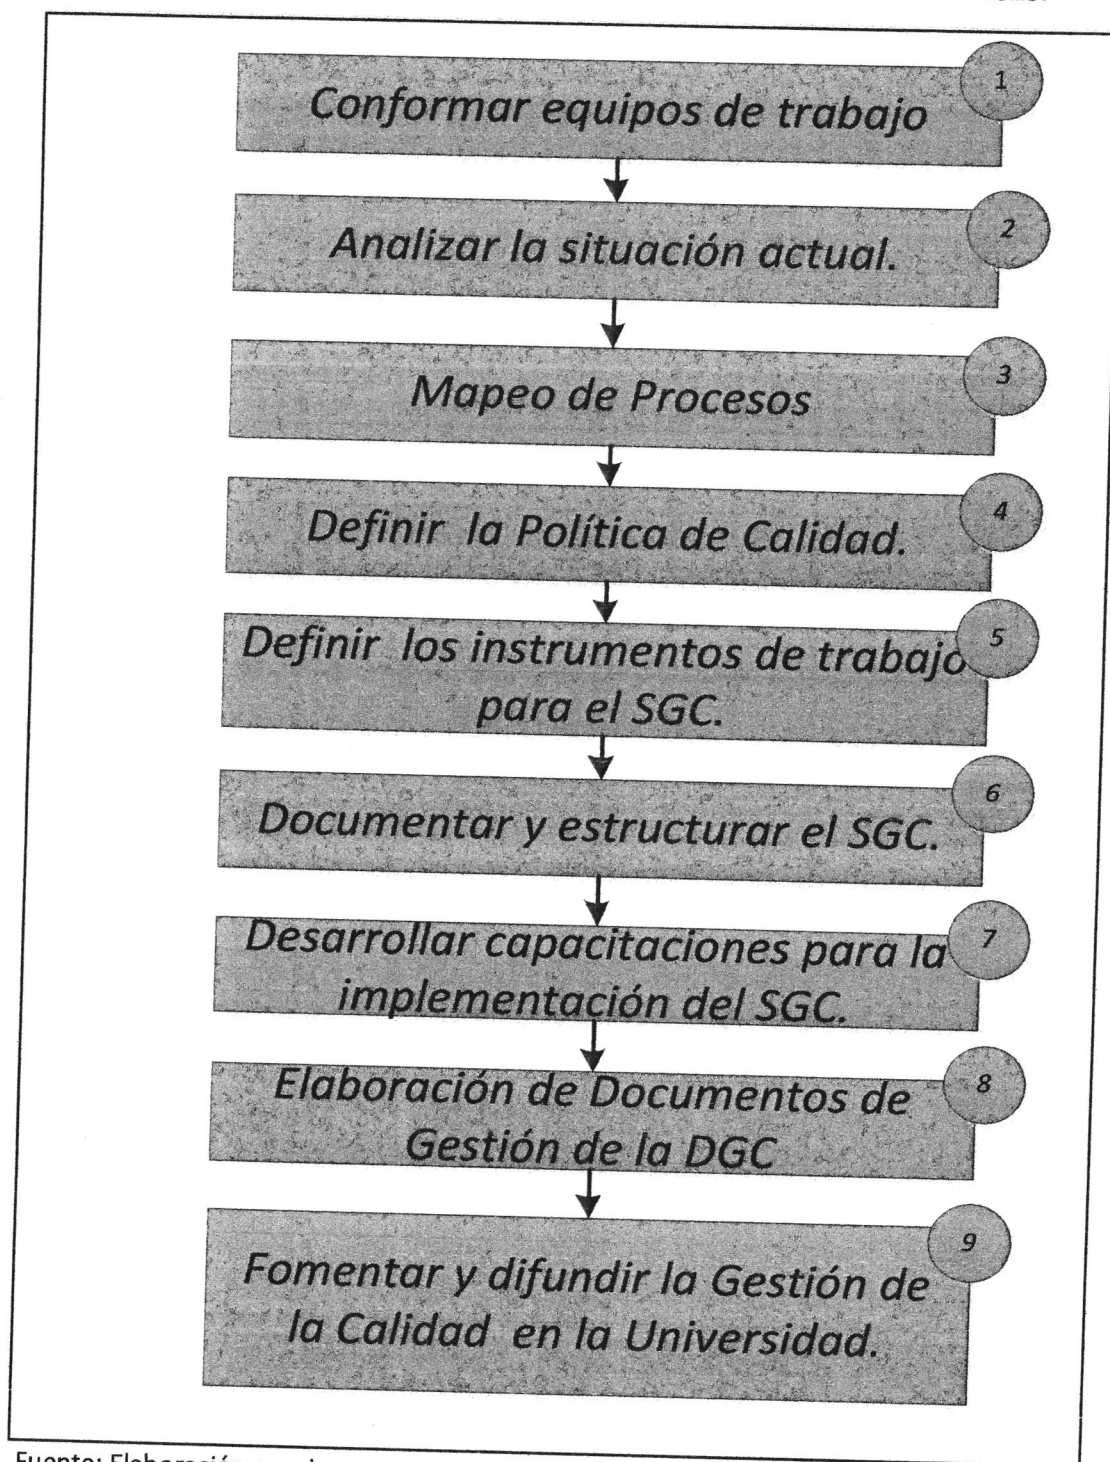 1
Conformar equipos de trabajo
2
Analizar la situación actual.
3
Mapeo de Procesos
4
Definir la Política de Calidad.
5
Definir los instrumentos de trabajo
para el SGC.
6
Documentar y estructurar el SGC.
7
Desarrollar capacitaciones para la
implementación del SGC.
8
Elaboración de Documentos de
Gestión de la DGC
9
Fomentar y difundir la Gestión de
la Calidad en la Universidad.
Fuente: Elaboración